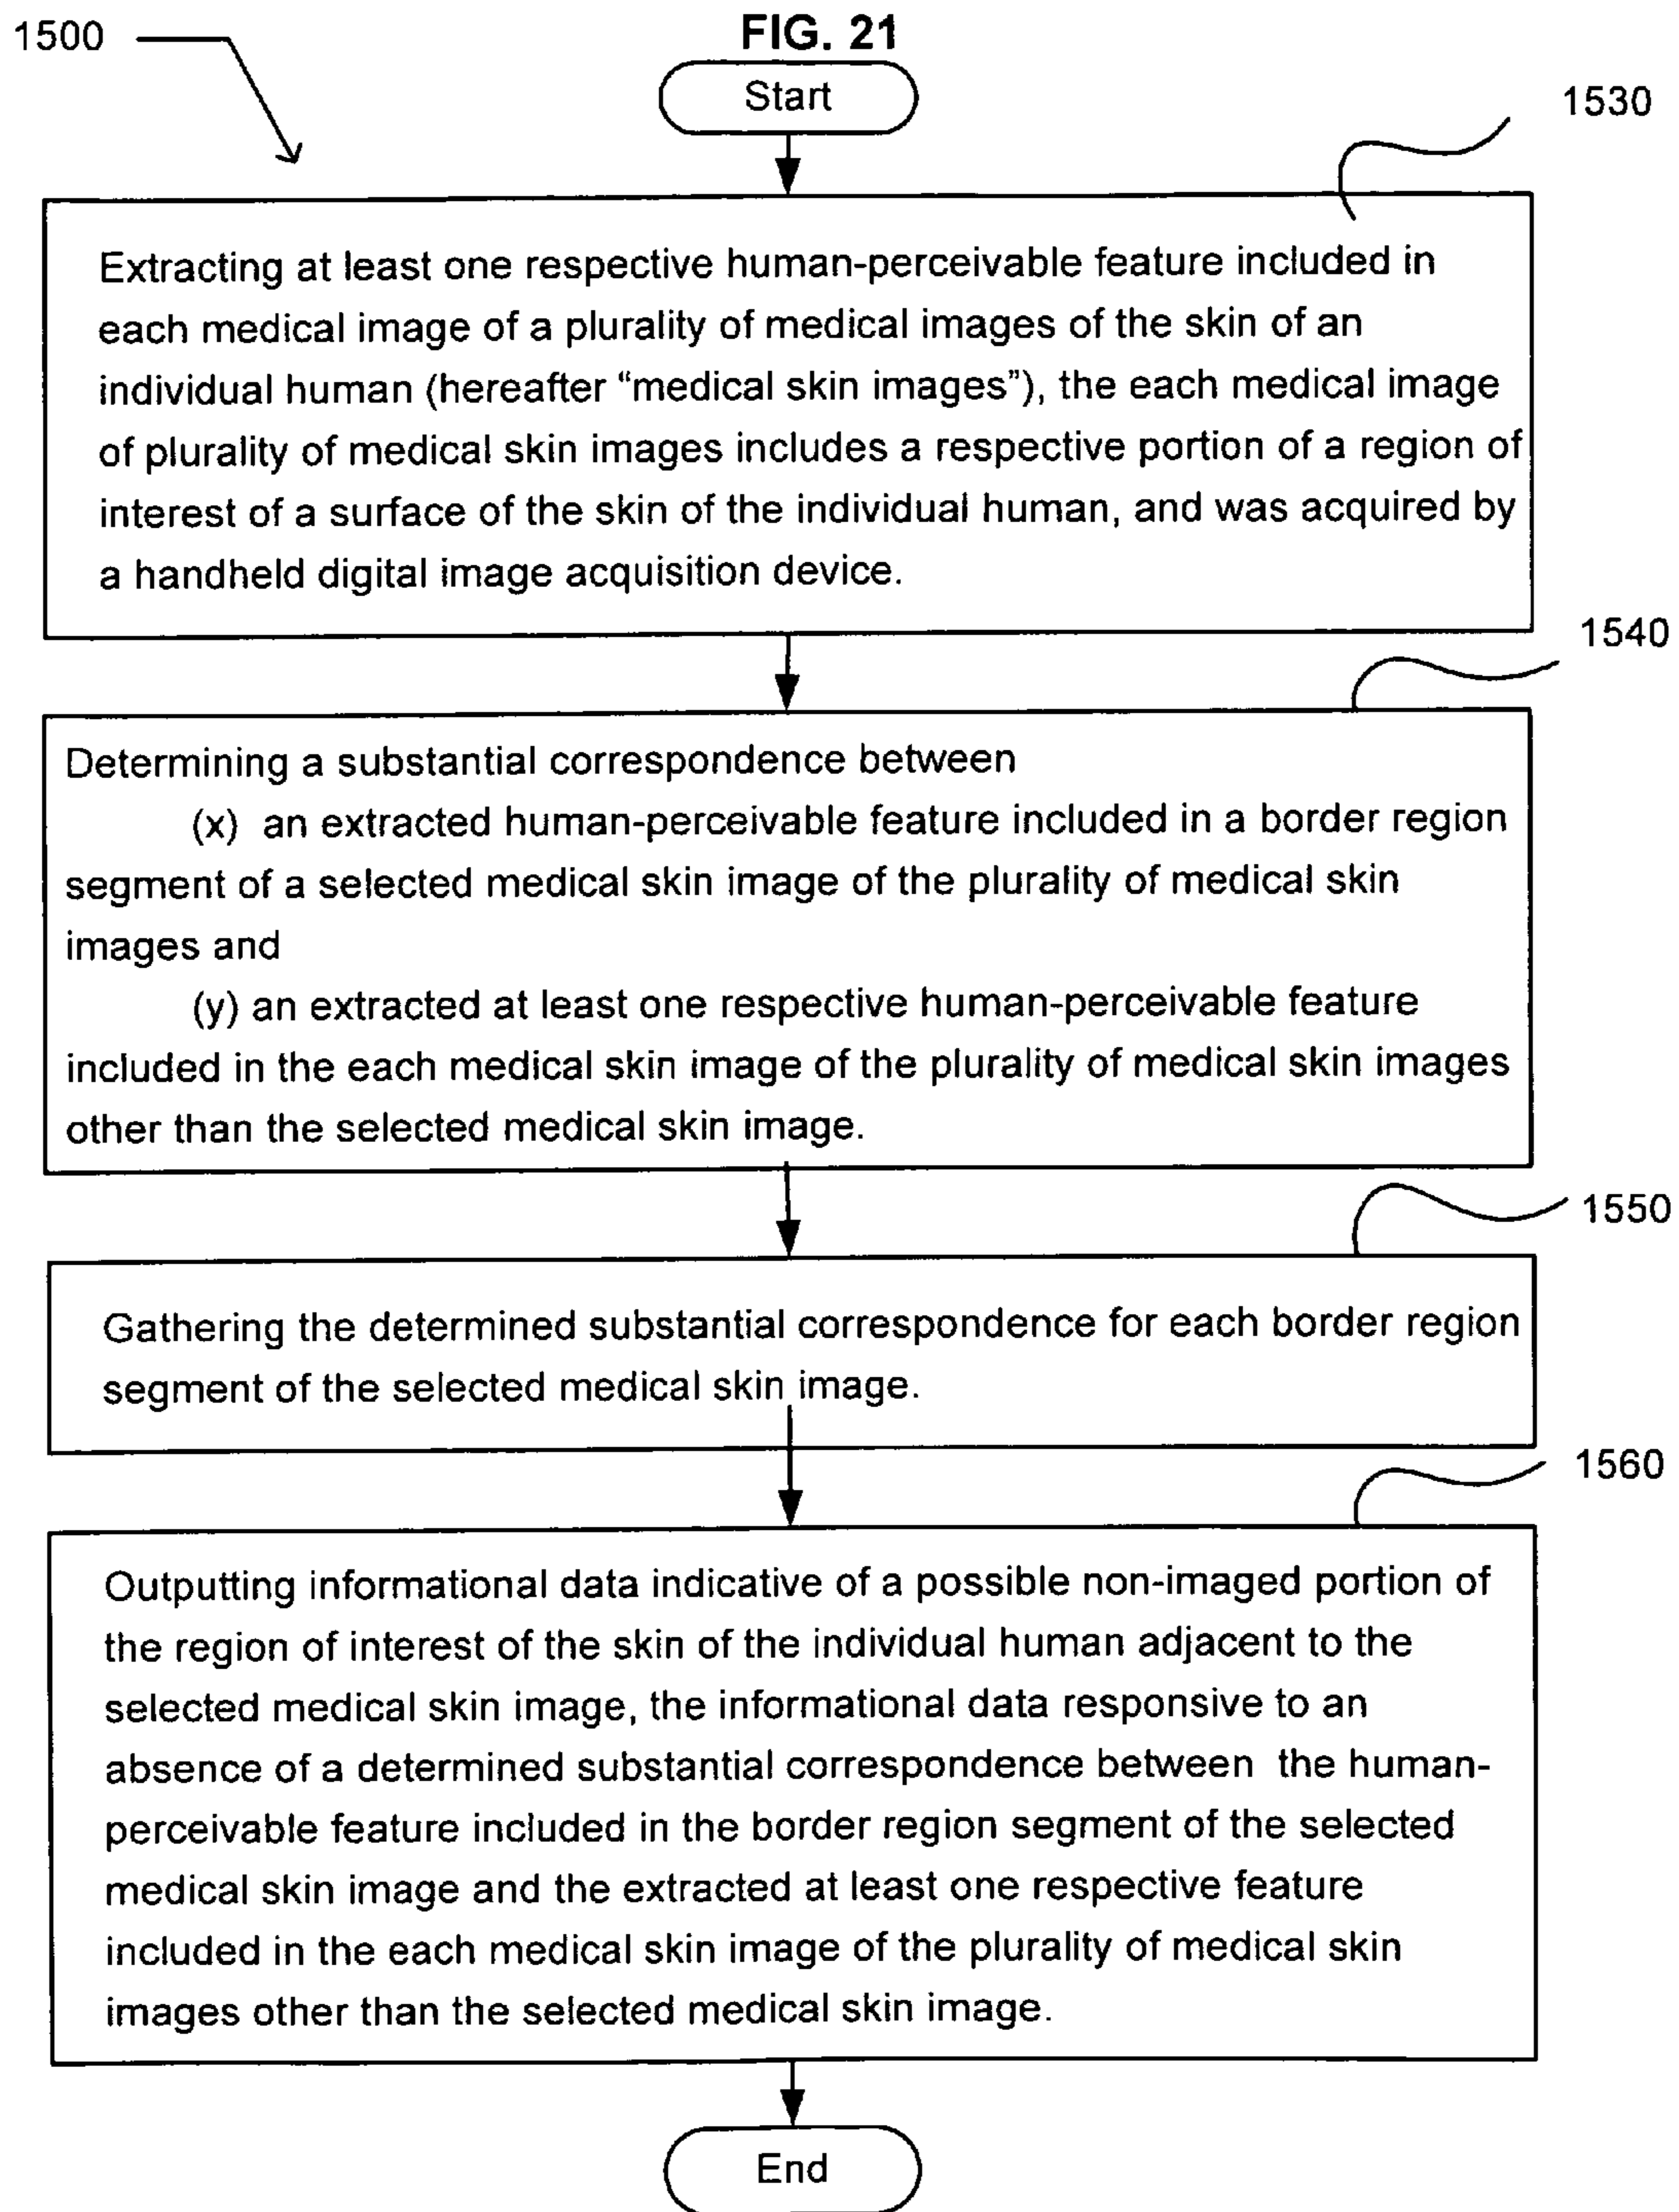 1500
FIG. 21
Start
1530
Extracting at least one respective human-perceivable feature included in
each medical image of a plurality of medical images of the skin of an
individual human (hereafter “medical skin images”), the each medical image
of plurality of medical skin images includes a respective portion of a region of
interest of a surface of the skin of the individual human, and was acquired by
a handheld digital image acquisition device.
1540
Determining a substantial correspondence between
(x) an extracted human-perceivable feature included in a border region
segment of a selected medical skin image of the plurality of medical skin
images and
(y) an extracted at least one respective human-perceivable feature
included in the each medical skin image of the plurality of medical skin images
other than the selected medical skin image.
1550
Gathering the determined substantial correspondence for each border region
segment of the selected medical skin image.
1560
Outputting informational data indicative of a possible non-imaged portion of
the region of interest of the skin of the individual human adjacent to the
selected medical skin image, the informational data responsive to an
absence of a determined substantial correspondence between the human-
perceivable feature included in the border region segment of the selected
medical skin image and the extracted at least one respective feature
included in the each medical skin image of the plurality of medical skin
images other than the selected medical skin image.
End